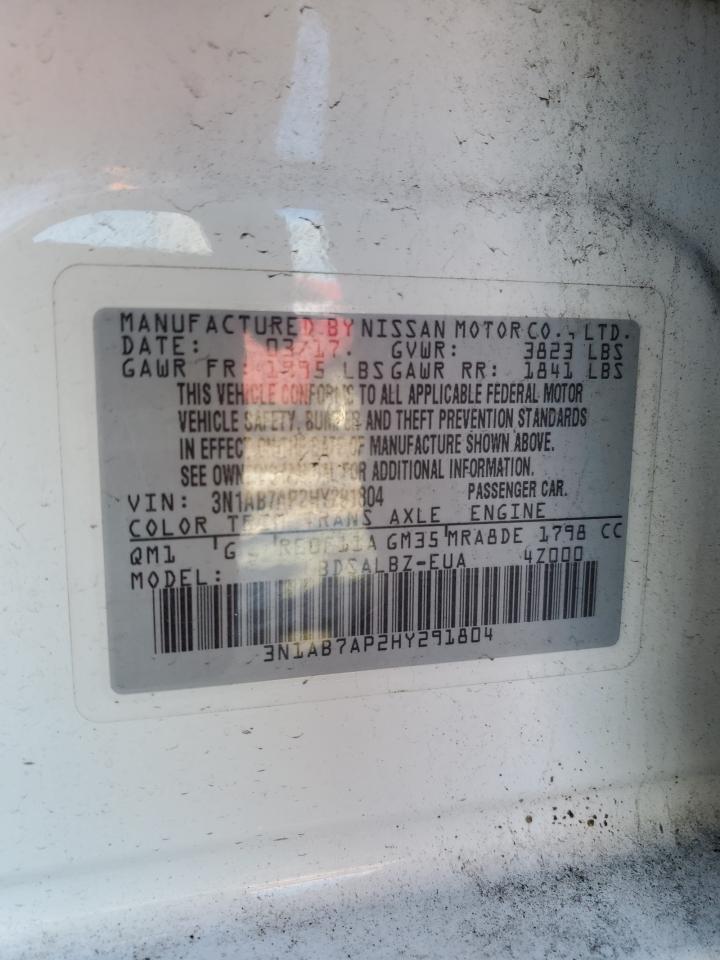 MANUFACTURED BY NISSAN MOTOR CO., LTD.
DATE: 03/17. GVWR: 3823 LBS
GAWR FR: 1995 LBS GAWR RR: 1841 LBS
THIS VEHICLE CONFORMS TO ALL APPLICABLE FEDERAL MOTOR
VEHICLE SAFETY, BUMPER AND THEFT PREVENTION STANDARDS
IN EFFECT ON THE DATE OF MANUFACTURE SHOWN ABOVE.
SEE OWNER'S MANUAL FOR ADDITIONAL INFORMATION.
VIN: 3N1AB7AP2HY291804 PASSENGER CAR.
COLOR TRIM TRANS AXLE ENGINE
QM1 G RE0F11A GM35 MRA8DE 1798 CC
MODEL: BDSALBZ-EUA 4Z000
3N1AB7AP2HY291804